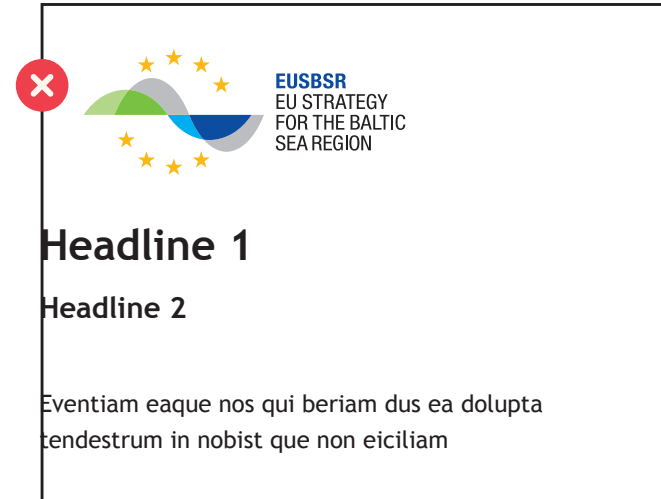 EUSBSR
EU STRATEGY
FOR THE BALTIC
SEA REGION
Headline 1
Headline 2
Eventiam eaque nos qui beriam dus ea dolupta
tendestrum in nobist que non eiciliam